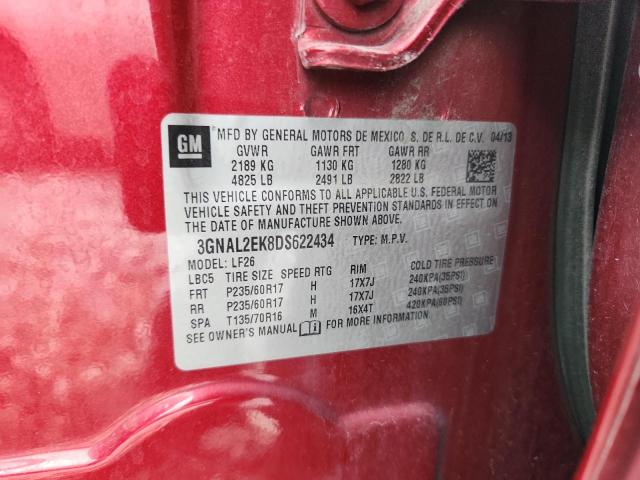 GM
MFD BY GENERAL MOTORS DE MEXICO, S. DE R.L. DE C.V. 04/13
GVWR GAWR FRT GAWR RR
2189 KG 1130 KG 1280 KG
4825 LB 2491 LB 2822 LB
THIS VEHICLE CONFORMS TO ALL APPLICABLE U.S. FEDERAL MOTOR
VEHICLE SAFETY AND THEFT PREVENTION STANDARDS IN EFFECT ON
THE DATE OF MANUFACTURE SHOWN ABOVE.
3GNAL2EK8DS622434 TYPE: M.P.V.
MODEL: LF26
LBC5 TIRE SIZE SPEED RTG RIM COLD TIRE PRESSURE
FRT P235/60R17 H 17X7J 240KPA(35PSI)
RR P235/60R17 H 17X7J 240KPA(35PSI)
SPA T135/70R16 M 16X4T 420KPA(60PSI)
SEE OWNER'S MANUAL FOR MORE INFORMATION